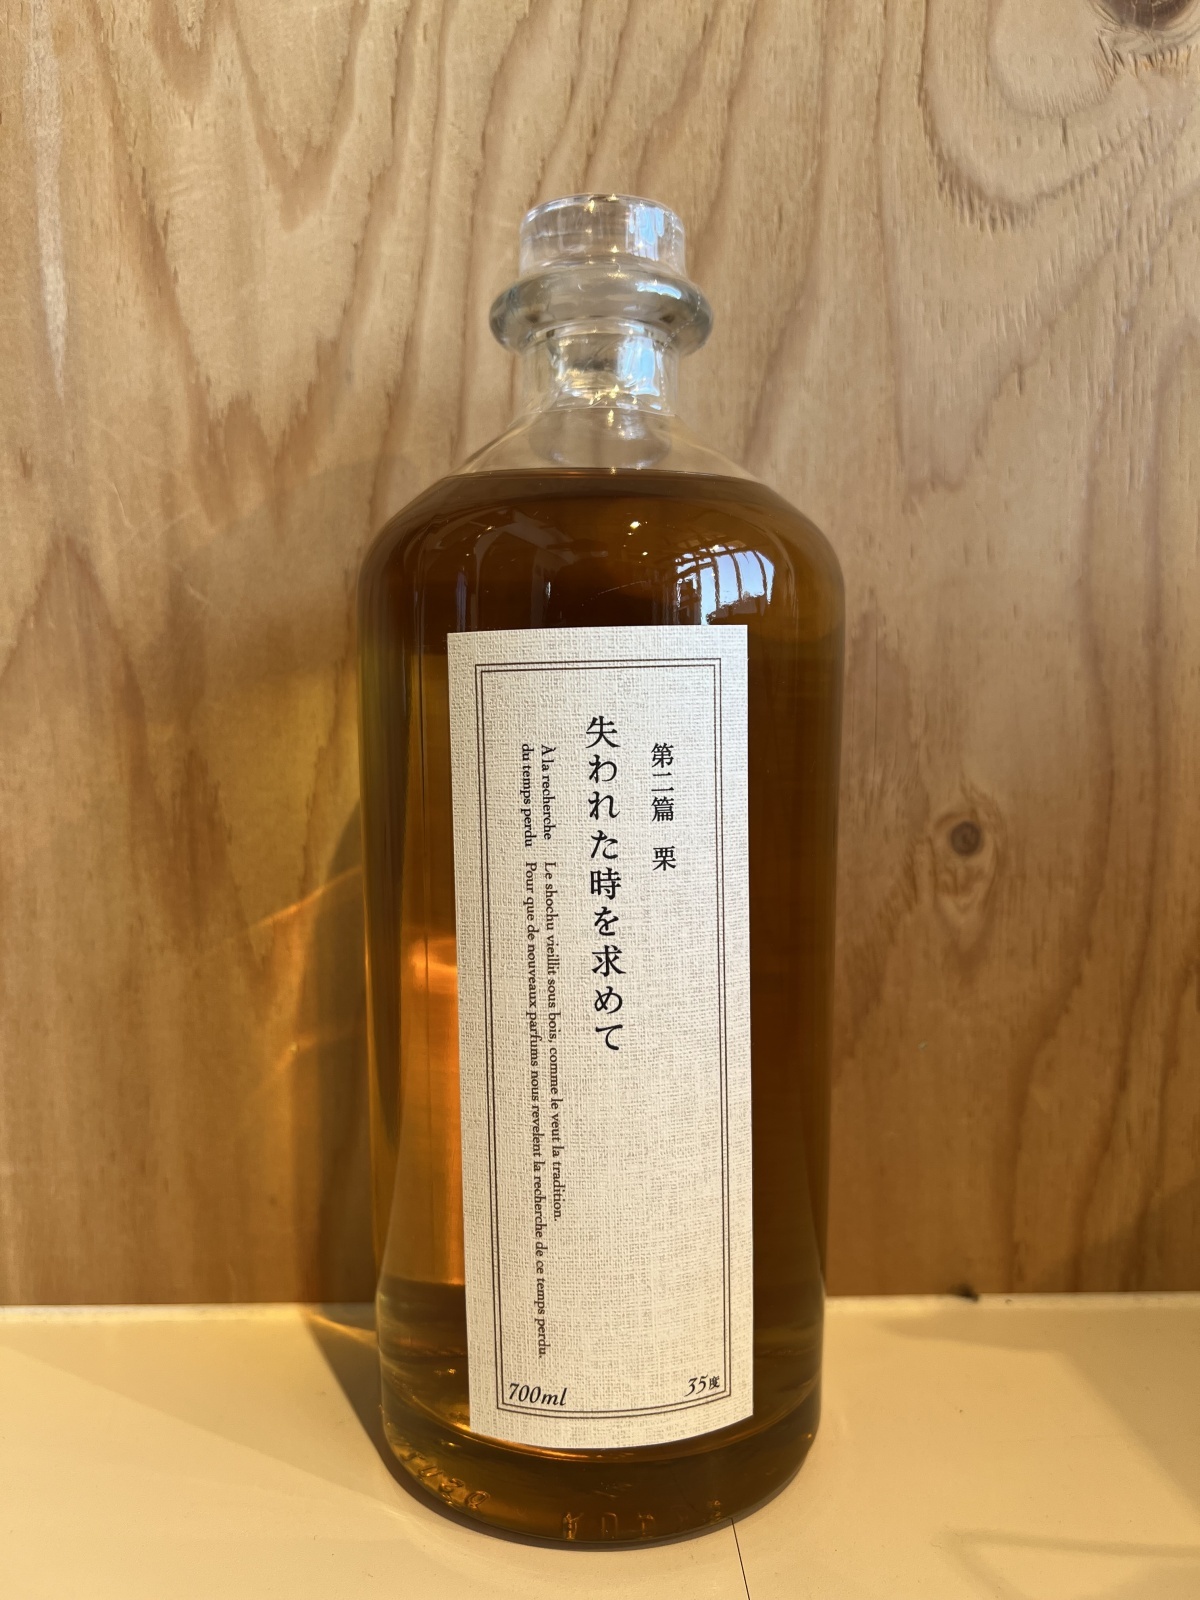 第二篇 栗
失われた時を求めて
À la recherche
du temps perdu
Le shochu vieillit sous bois, comme le veut la tradition.
Pour que de nouveaux parfums nous revelent la recherche de ce temps perdu.
700ml
35度